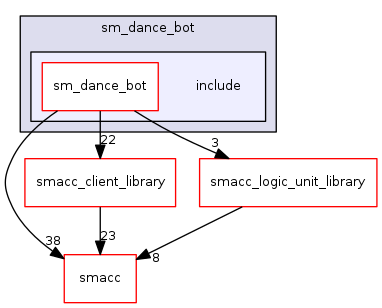 sm_dance_bot
sm_dance_bot
include
22
3
smacc_client_library
smacc_logic_unit_library
38
23
8
smacc